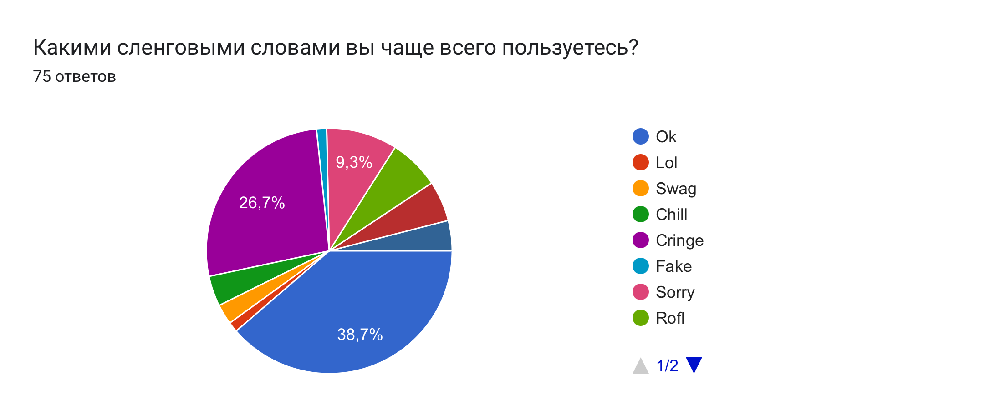 Какими сленговыми словами вы чаще всего пользуетесь?
75 ответов
9,3%
26,7%
38,7%
Ok
Lol
Swag
Chill
Cringe
Fake
Sorry
Rofl
1/2